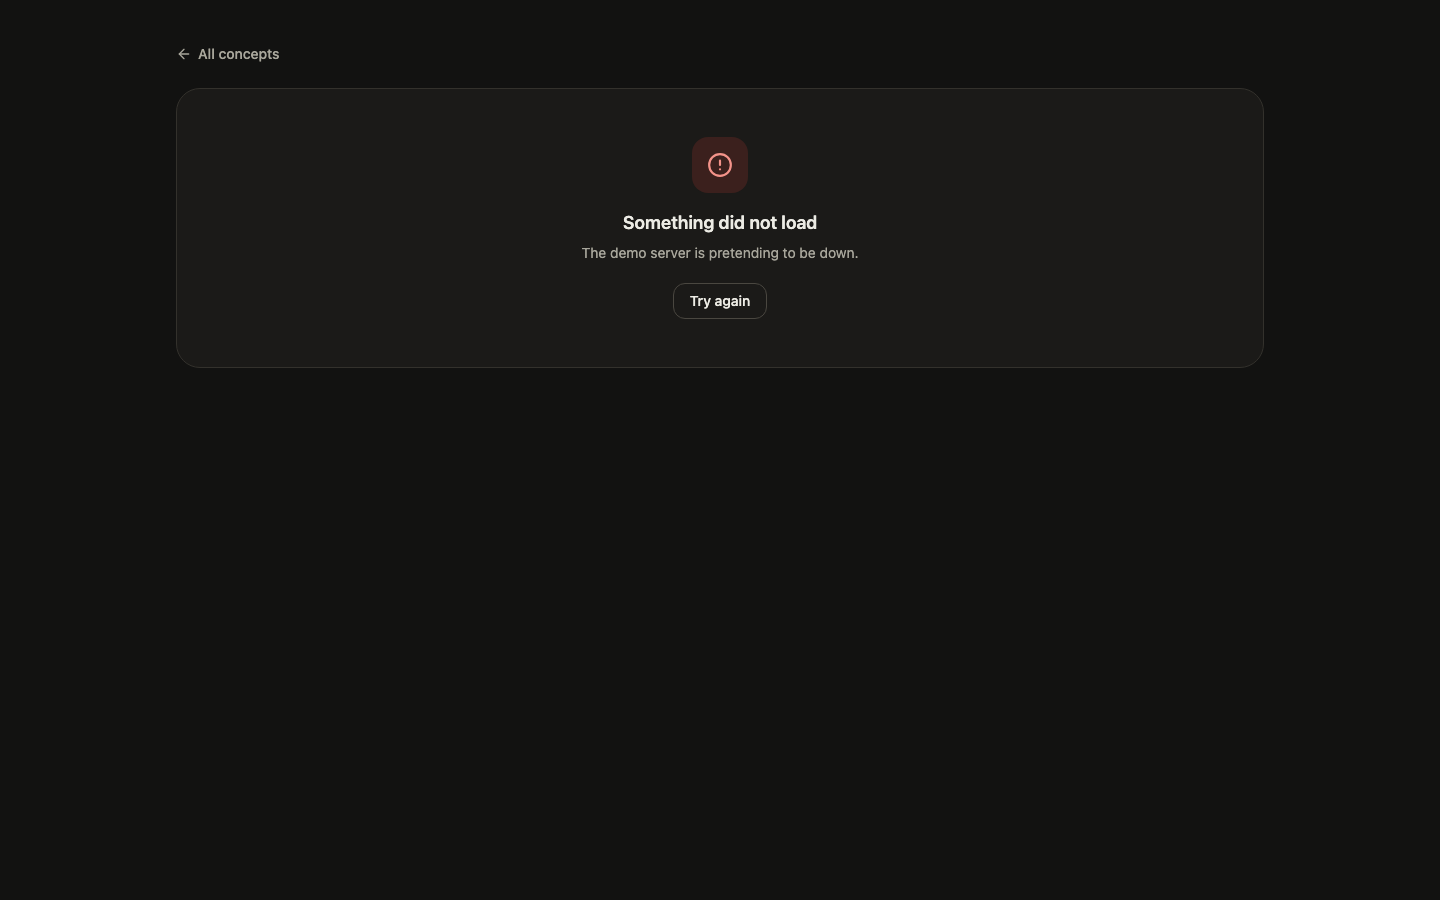 All concepts
Something did not load
The demo server is pretending to be down.
Try again